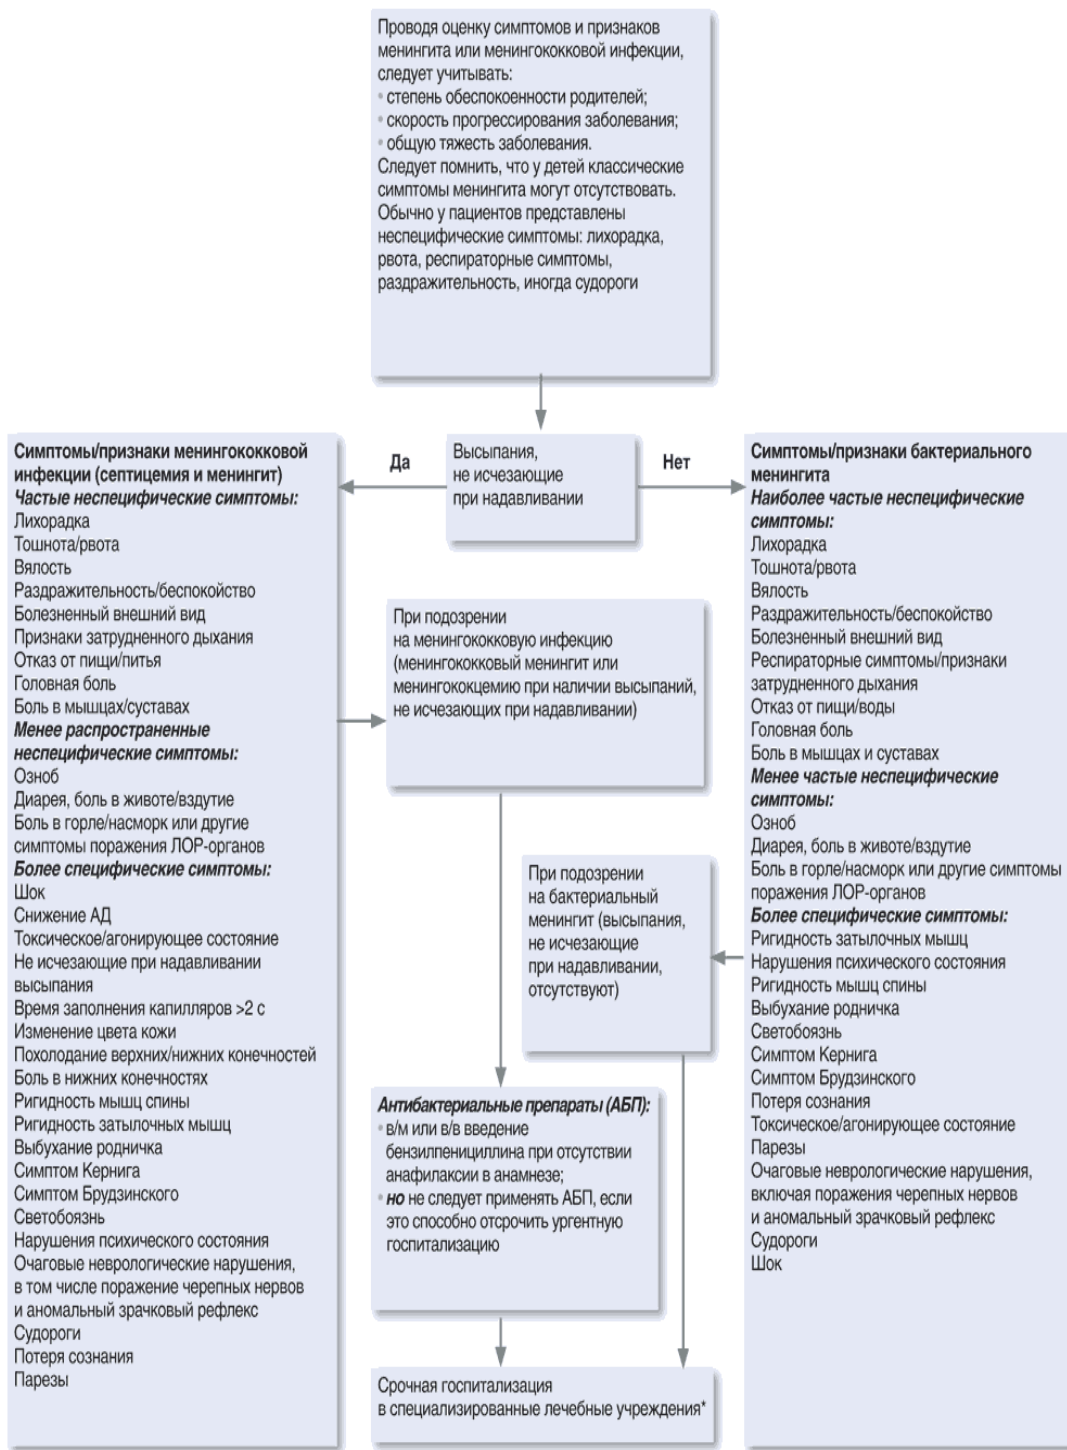 Проводя оценку симптомов и признаков
менингита или менингококковой инфекции,
следует учитывать:
• степень обеспокоенности родителей;
• скорость прогрессирования заболевания;
• общую тяжесть заболевания.
Следует помнить, что у детей классические
симптомы менингита могут отсутствовать.
Обычно у пациентов представлены
неспецифические симптомы: лихорадка,
рвота, респираторные симптомы,
раздражительность, иногда судороги
Высыпания,
не исчезающие
при надавливании
Да
Нет
Симптомы/признаки менингококковой
инфекции (септицемия и менингит)
Частые неспецифические симптомы:
Лихорадка
Тошнота/рвота
Вялость
Раздражительность/беспокойство
Болезненный внешний вид
Признаки затрудненного дыхания
Отказ от пищи/питья
Головная боль
Боль в мышцах/суставах
Менее распространенные
неспецифические симптомы:
Озноб
Диарея, боль в животе/вздутие
Боль в горле/насморк или другие
симптомы поражения ЛОР-органов
Более специфические симптомы:
Шок
Снижение АД
Токсическое/агонирующее состояние
Не исчезающие при надавливании
высыпания
Время заполнения капилляров >2 с
Изменение цвета кожи
Похолодание верхних/нижних конечностей
Боль в нижних конечностях
Ригидность мышц спины
Ригидность затылочных мышц
Выбухание родничка
Симптом Кернига
Симптом Брудзинского
Светобоязнь
Нарушения психического состояния
Очаговые неврологические нарушения,
в том числе поражение черепных нервов
и аномальный зрачковый рефлекс
Судороги
Потеря сознания
Парезы
При подозрении
на менингококковую инфекцию
(менингококковый менингит или
менингококцемию при наличии высыпаний,
не исчезающих при надавливании)
Симптомы/признаки бактериального
менингита
Наиболее частые неспецифические
симптомы:
Лихорадка
Тошнота/рвота
Вялость
Раздражительность/беспокойство
Болезненный внешний вид
Респираторные симптомы/признаки
затрудненного дыхания
Отказ от пищи/воды
Головная боль
Боль в мышцах и суставах
Менее частые неспецифические
симптомы:
Озноб
Диарея, боль в животе/вздутие
Боль в горле/насморк или другие симптомы
поражения ЛОР-органов
Более специфические симптомы:
Ригидность затылочных мышц
Нарушения психического состояния
Ригидность мышц спины
Выбухание родничка
Светобоязнь
Симптом Кернига
Симптом Брудзинского
Потеря сознания
Токсическое/агонирующее состояние
Парезы
Очаговые неврологические нарушения,
включая поражения черепных нервов
и аномальный зрачковый рефлекс
Судороги
Шок
При подозрении
на бактериальный
менингит (высыпания,
не исчезающие
при надавливании,
отсутствуют)
Антибактериальные препараты (АБП):
• в/м или в/в введение
бензилпенициллина при отсутствии
анафилаксии в анамнезе;
• но не следует применять АБП, если
это способно отсрочить ургентную
госпитализацию
Срочная госпитализация
в специализированные лечебные учреждения*